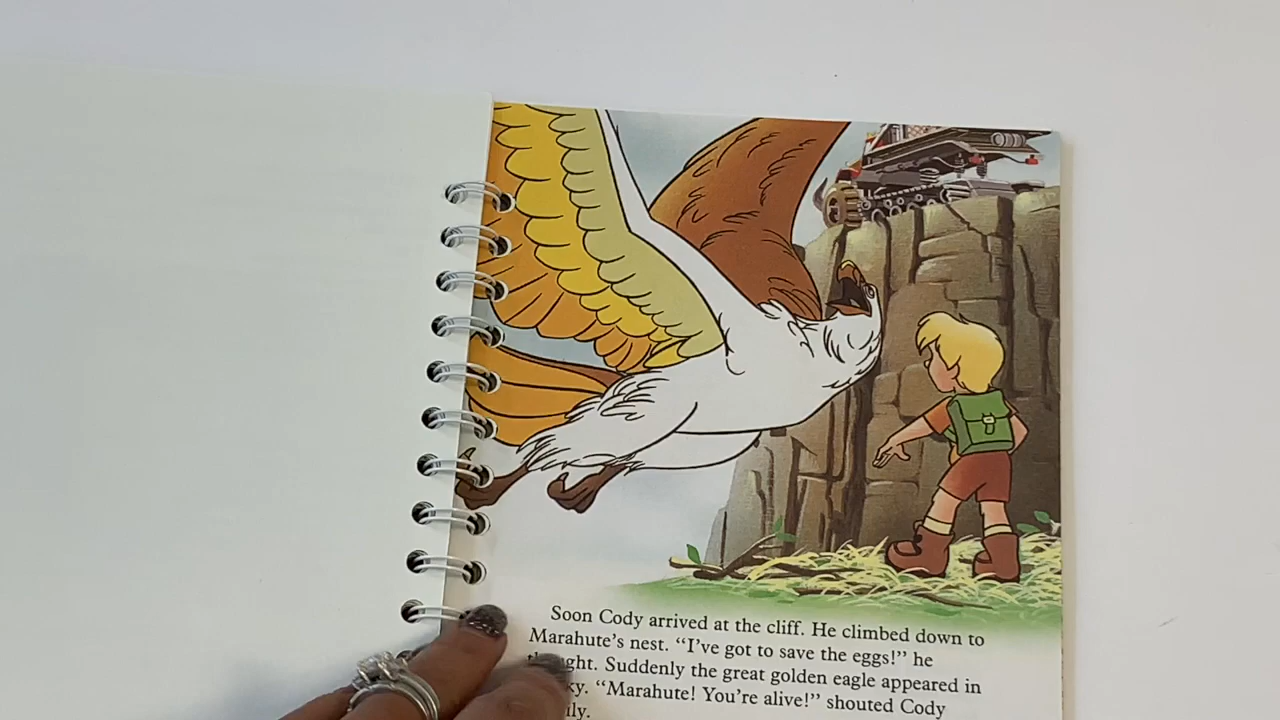 Soon Cody arrived at the cliff. He climbed down to
Marahute's nest. “I've got to save the eggs!” he
Suddenly the great golden eagle appeared in
“Marahute! You're alive!” shouted Cody